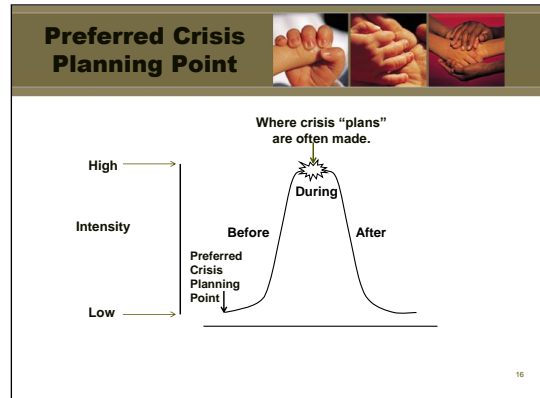 Preferred Crisis
Planning Point
Where crisis “plans”
are often made.
High
During
Intensity
Before
After
Preferred
Crisis
Planning
Point
Low
16